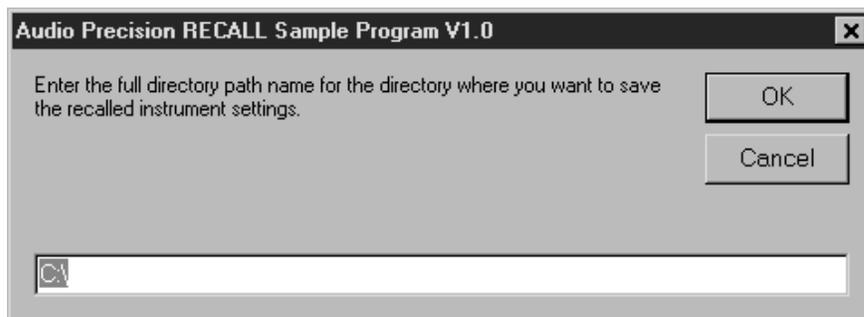 Audio Precision RECALL Sample Program V1.0
Enter the full directory path name for the directory where you want to save
the recalled instrument settings.
OK
Cancel
C:\